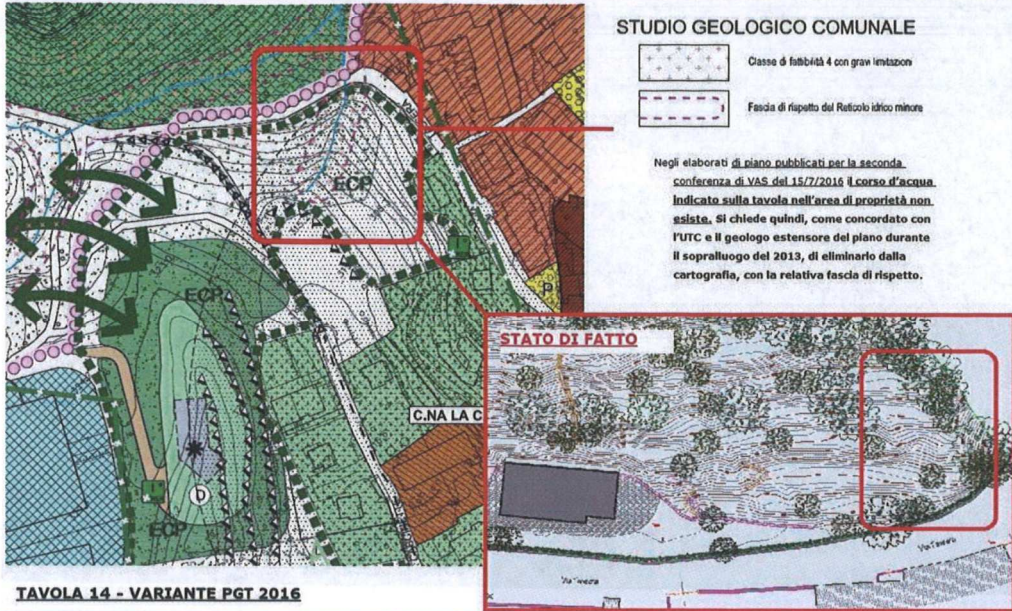 STUDIO GEOLOGICO COMUNALE
Classe di fattibilità 4 con gravi limitazioni
Fascia di rispetto del Reticolo idrico minore
Negli elaborati di piano pubblicati per la seconda
conferenza di VAS del 15/7/2016 il corso d'acqua
indicato sulla tavola nell'area di proprietà non
esiste. Si chiede quindi, come concordato con
l'UTC e il geologo estensore del piano durante
il sopralluogo del 2013, di eliminarlo dalla
cartografia, con la relativa fascia di rispetto.
ECP
ECP
P
C.NA LA C
D
ECP
STATO DI FATTO
TAVOLA 14 - VARIANTE PGT 2016